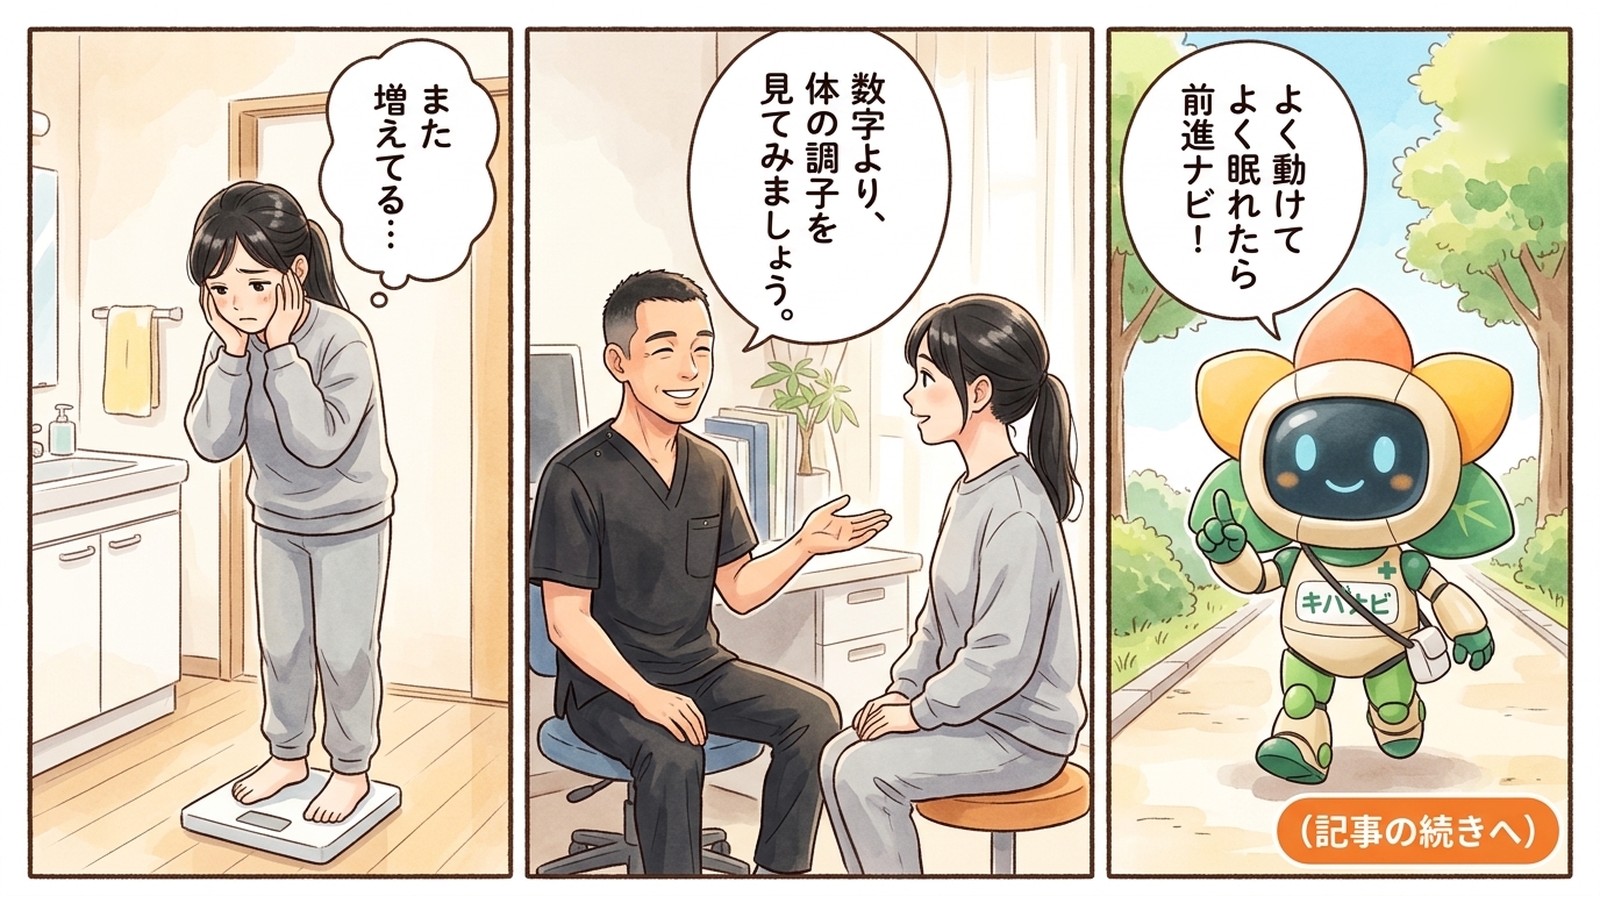 また
増えてる…
数字より、
体の調子を
見てみましょう。
よく動けて
よく眠れたら
前進ナビ！
キハナビ
（記事の続きへ）